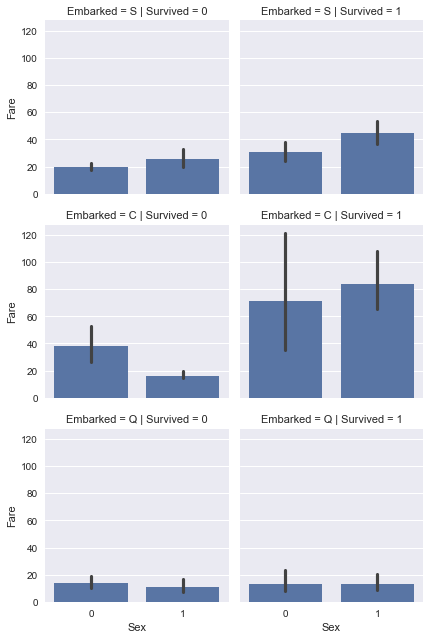 Embarked = S | Survived = 0
Embarked = S | Survived = 1
120
100
80
60
40
20
0
Fare
Embarked = C | Survived = 0
Embarked = C | Survived = 1
120
100
80
60
40
20
0
Fare
Embarked = Q | Survived = 0
Embarked = Q | Survived = 1
120
100
80
60
40
20
0
Fare
0 1
0 1
Sex
Sex